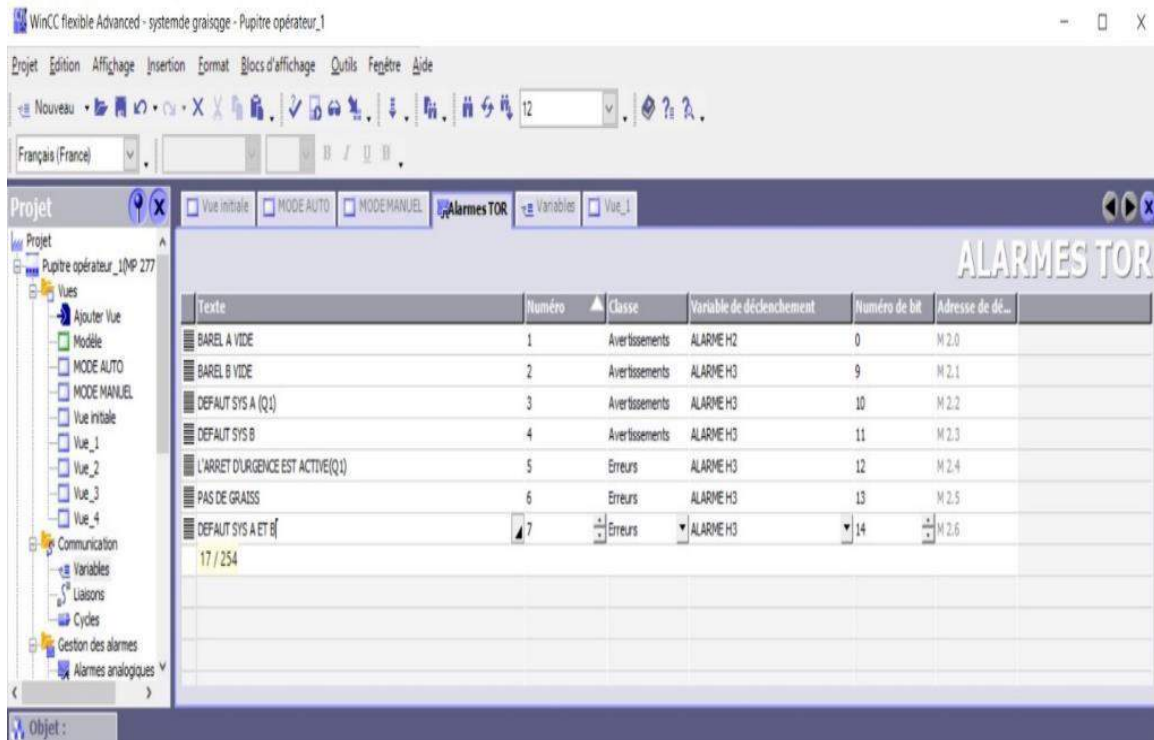 WinCC flexible Advanced - systemde graisqge - Pupitre opérateur_1
Projet Edition Affichage Insertion Format Blocs d'affichage Outils Fenêtre Aide
Nouveau 12
Français (France) B I U
Projet
Vue initiale MODE AUTO MODE MANUEL Alarmes TOR Variables Vue_1
Projet
Pupitre opérateur_1(MP 277
Vues
Ajouter Vue
Modèle
MODE AUTO
MODE MANUEL
Vue initale
Vue_1
Vue_2
Vue_3
Vue_4
Communication
Variables
Liaisons
Cycles
Gestion des alarmes
Alarmes analogiques
ALARMES TOR
Texte Numéro Classe Variable de déclenchement Numéro de bit Adresse de dé...
BAREL A VIDE 1 Avertissements ALARME H2 0 M 2.0
BAREL B VIDE 2 Avertissements ALARME H3 9 M 2.1
DEFAUT SYS A (Q1) 3 Avertissements ALARME H3 10 M 2.2
DEFAUT SYS B 4 Avertissements ALARME H3 11 M 2.3
L'ARRET D'URGENCE EST ACTIVE(Q1) 5 Erreurs ALARME H3 12 M 2.4
PAS DE GRAISS 6 Erreurs ALARME H3 13 M 2.5
DEFAUT SYS A ET B 7 Erreurs ALARME H3 14 M 2.6
17 / 254
Objet :